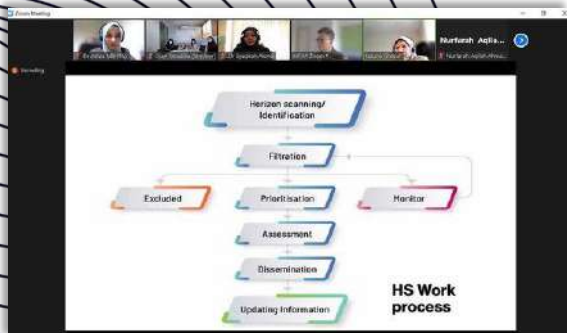 Zoom Meeting
Nurfarah Aqila...
Recording
Horizon scanning/
Identification
Filtration
Excluded
Prioritisation
Monitor
Assessment
Dissemination
Updating Information
HS Work
process